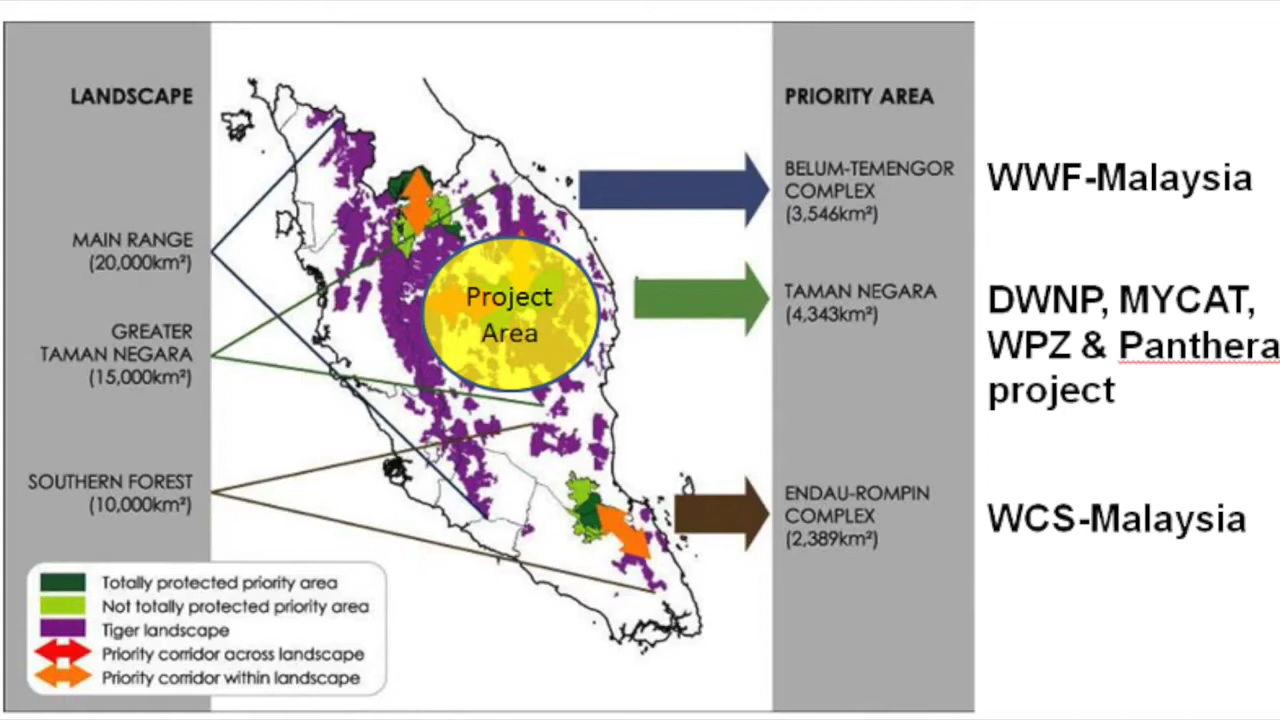 LANDSCAPE
MAIN RANGE
(20,000km²)
GREATER
TAMAN NEGARA
(15,000km²)
SOUTHERN FOREST
(10,000km²)
Project
Area
PRIORITY AREA
BELUM-TEMENGOR
COMPLEX
(3,546km²)
TAMAN NEGARA
(4,343km²)
ENDAU-ROMPIN
COMPLEX
(2,389km²)
WWF-Malaysia
DWNP, MYCAT,
WPZ & Panthera
project
WCS-Malaysia
Totally protected priority area
Not totally protected priority area
Tiger landscape
Priority corridor across landscape
Priority corridor within landscape